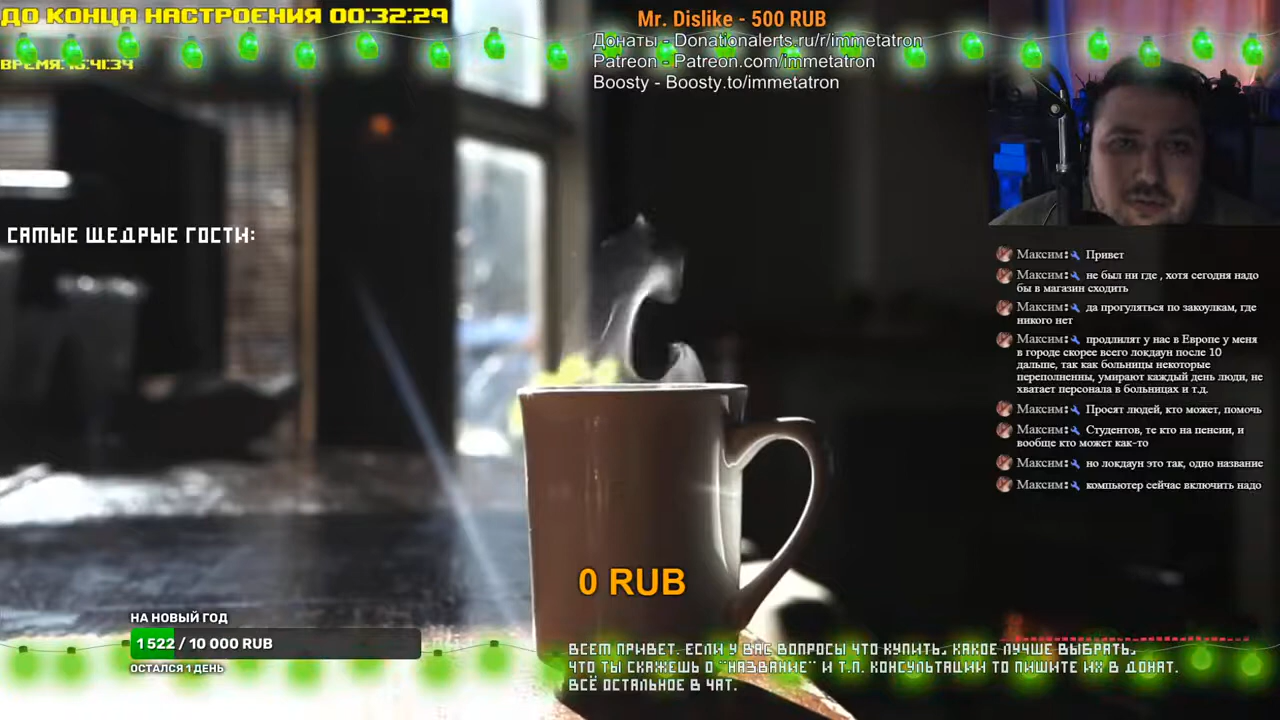 ДО КОНЦА НАСТРОЕНИЯ 00:32:29
Mr. Dislike - 500 RUB
Донаты - Donationalerts.ru/r/immetatron
Patreon - Patreon.com/immetatron
Boosty - Boosty.to/immetatron
САМЫЕ ЩЕДРЫЕ ГОСТИ:
Максим: Привет
Максим: не был ни где , хотя сегодня надо
бы в магазин сходить
Максим: да прогуляться по закоулкам, где
никого нет
Максим: продлилят у нас в Европе у меня
в городе скорее всего локдаун после 10
дальше, так как больницы некоторые
переполненны, умирают каждый день люди, не
хватает персонала в больницах и т.д.
Максим: Просят людей, кто может, помочь
Максим: Студентов, те кто на пенсии, и
вообще кто может как-то
Максим: но локдаун это так, одно название
Максим: компьютер сейчас включить надо
0 RUB
НА НОВЫЙ ГОД
1 522 / 10 000 RUB
ОСТАЛСЯ 1 ДЕНЬ
ВСЕМ ПРИВЕТ. ЕСЛИ У ВАС ВОПРОСЫ ЧТО КУПИТЬ, КАКОЕ ЛУЧШЕ ВЫБРАТЬ,
ЧТО ТЫ СКАЖЕШЬ О "НАЗВАНИЕ" И Т.П. КОНСУЛЬТАЦИИ ТО ПИШИТЕ ИХ В ДОНАТ.
ВСЁ ОСТАЛЬНОЕ В ЧАТ.